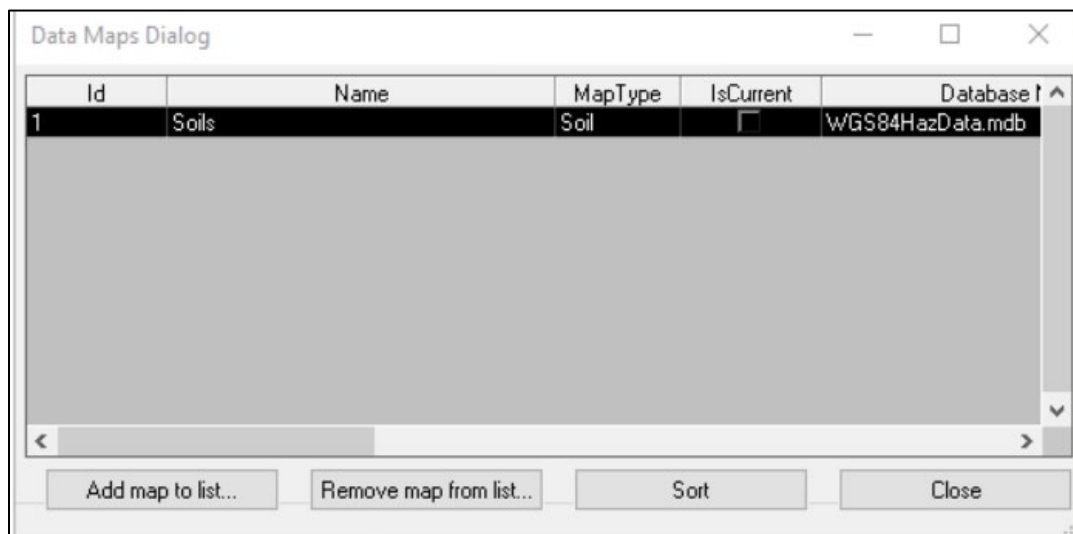 Data Maps Dialog
Id Name MapType IsCurrent Database N
1 Soils Soil WGS84HazData.mdb
Add map to list... Remove map from list... Sort Close